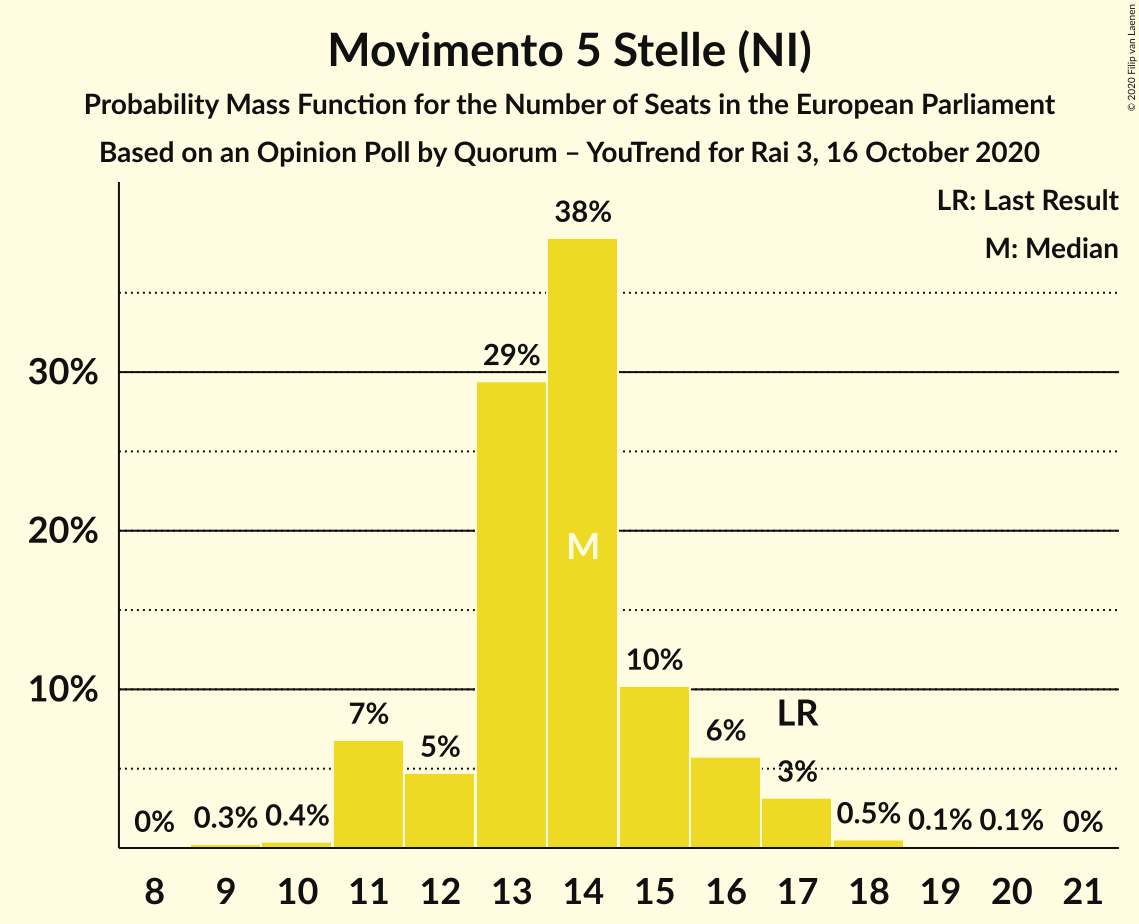 Movimento 5 Stelle (NI)
Probability Mass Function for the Number of Seats in the European Parliament
Based on an Opinion Poll by Quorum – YouTrend for Rai 3, 16 October 2020
© 2020 Filip van Laenen
LR: Last Result
M: Median
38%
29%
30%
20%
M
10%
10%
LR
7%
6%
5%
3%
0%
0.3%
0.4%
0.5%
0.1%
0.1%
0%
8 9 10 11 12 13 14 15 16 17 18 19 20 21